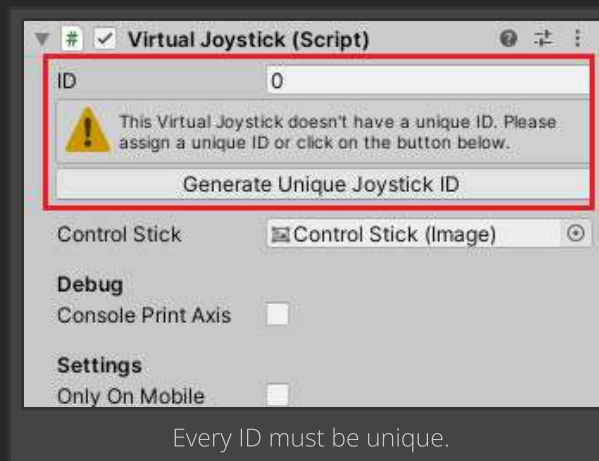 Virtual Joystick (Script)
ID 0
This Virtual Joystick doesn't have a unique ID. Please
assign a unique ID or click on the button below.
Generate Unique Joystick ID
Control Stick Control Stick (Image)
Debug
Console Print Axis
Settings
Only On Mobile
Every ID must be unique.